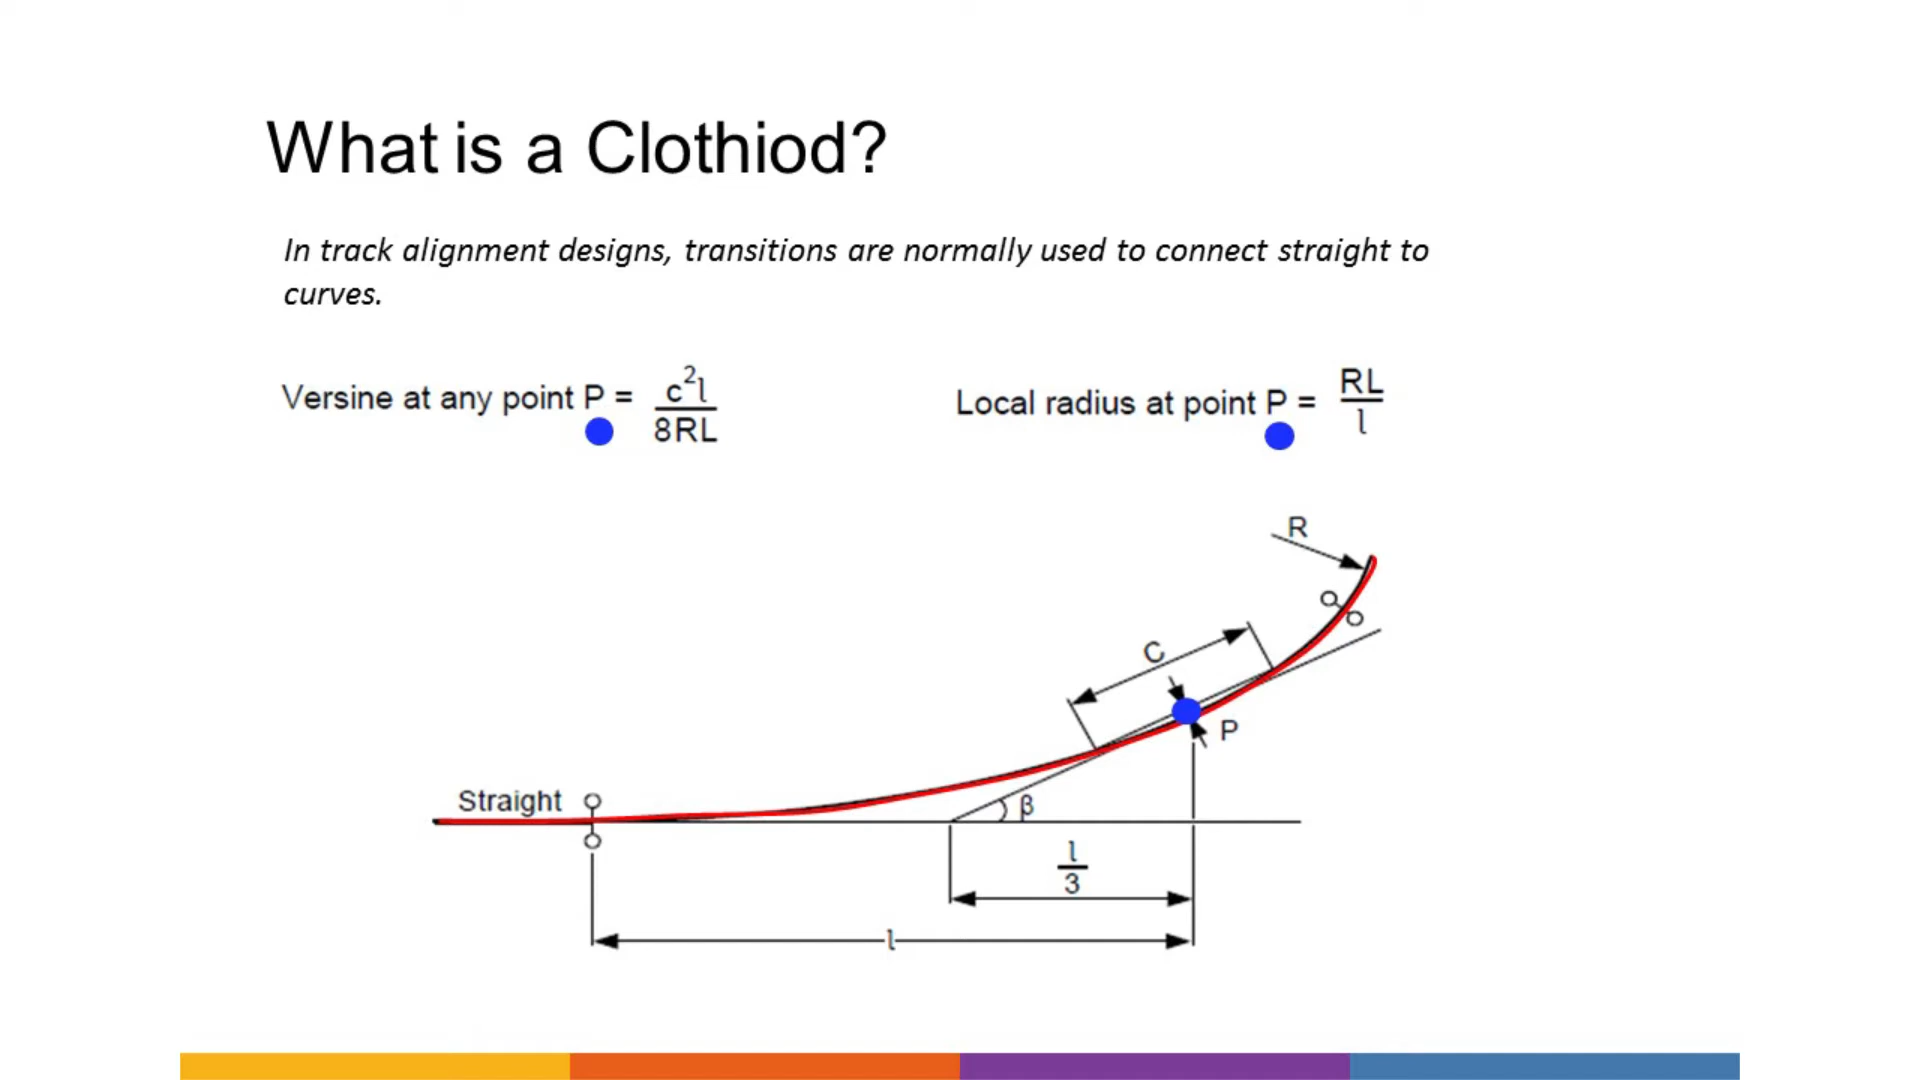 What is a Clothiod?
In track alignment designs, transitions are normally used to connect straight to
curves.
Versine at any point P = c²l / 8RL
Local radius at point P = RL / l
R
C
P
Straight
β
l / 3
l